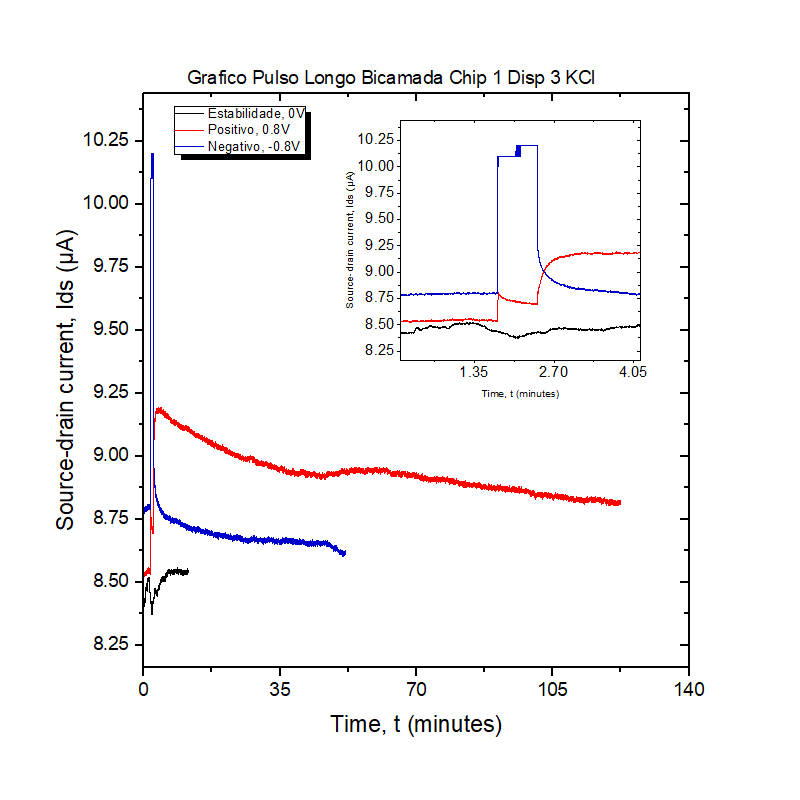 Grafico Pulso Longo Bicamada Chip 1 Disp 3 KCl
Estabilidade, 0V
Positivo, 0.8V
Negativo, -0.8V
Source-drain current, Ids (µA)
10.25
10.00
9.75
9.50
9.25
9.00
8.75
8.50
8.25
0 35 70 105 140
Time, t (minutes)
Source-drain current, Ids (µA)
10.25
10.00
9.75
9.50
9.25
9.00
8.75
8.50
8.25
1.35 2.70 4.05
Time, t (minutes)